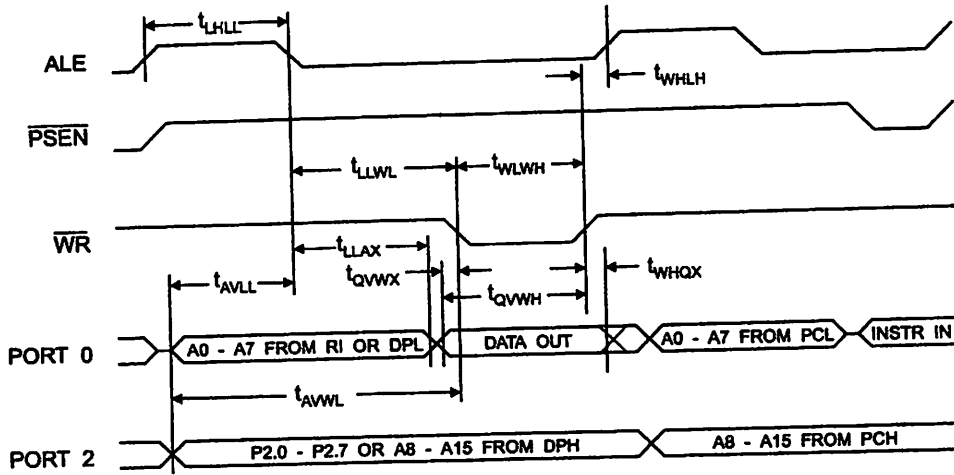 tLHLL
ALE
tWHLH
PSEN
tLLWL
tWLWH
WR
tLLAX
tQVWX
tWHQX
tAVLL
tQVWH
PORT 0
A0 - A7 FROM RI OR DPL
DATA OUT
A0 - A7 FROM PCL
INSTR IN
tAVWL
PORT 2
P2.0 - P2.7 OR A8 - A15 FROM DPH
A8 - A15 FROM PCH